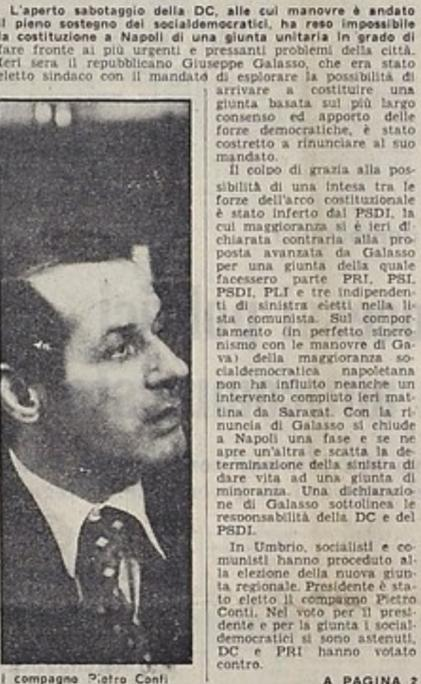 L'aperto sabotaggio della DC, alle cui manovre è andato
il pieno sostegno dei socialdemocratici, ha reso impossibile
la costituzione a Napoli di una giunta unitaria in grado di
fare fronte ai più urgenti e pressanti problemi della città.
Ieri sera il repubblicano Giuseppe Galasso, che era stato
eletto sindaco con il mandato di esplorare la possibilità di
arrivare a costituire una
giunta basata sul più largo
consenso ed apporto delle
forze democratiche, è stato
costretto a rinunciare al suo
mandato.
Il colpo di grazia alla pos-
sibilità di una intesa tra le
forze dell'arco costituzionale
è stato inferto dal PSDI, la
cui maggioranza si è ieri di-
chiarata contraria alla pro-
posta avanzata da Galasso
per una giunta della quale
facessero parte PRI, PSI,
PSDI, PLI e tre indipenden-
ti di sinistra eletti nella li-
sta comunista. Sul compor-
tamento (in perfetto sincro-
nismo con le manovre di Ga-
va) della maggioranza so-
cialdemocratica napoletana
non ha influito neanche un
intervento compiuto ieri mat-
tina da Saragat. Con la ri-
nuncia di Galasso si chiude
a Napoli una fase e se ne
apre un'altra e scatta la de-
terminazione della sinistra di
dare vita ad una giunta di
minoranza. Una dichiarazio-
ne di Galasso sottolinea le
responsabilità della DC e del
PSDI.
In Umbrio, socialisti e co-
munisti hanno proceduto al-
la elezione della nuova giun-
ta regionale. Presidente è sta-
to eletto il compagno Pietro
Conti. Nel voto per il presi-
dente e per la giunta i social-
democratici si sono astenuti,
DC e PRI hanno votato
contro.
A PAGINA 2
l compagno Pietro Conti